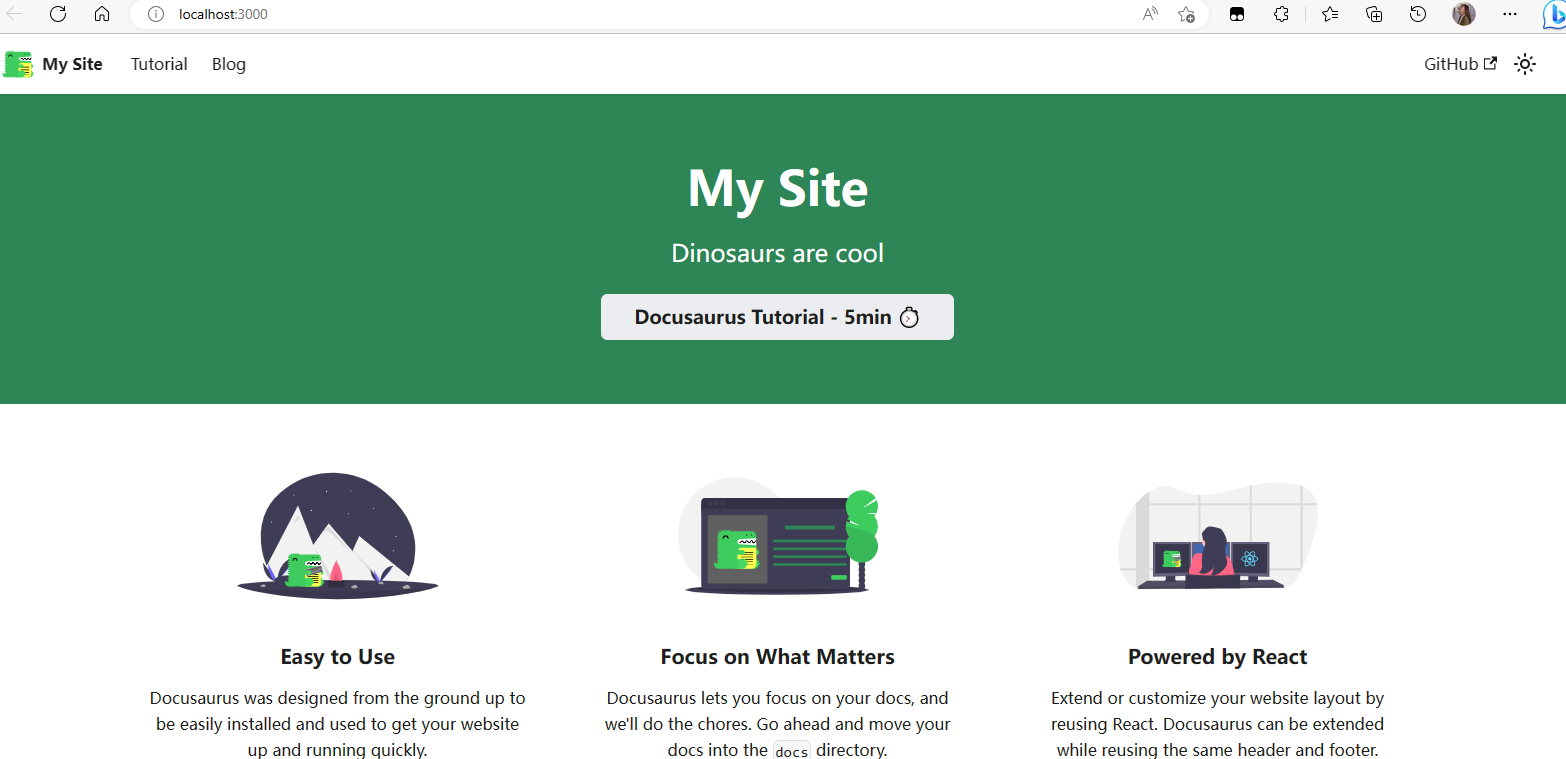 localhost:3000
My Site
Tutorial
Blog
GitHub
My Site
Dinosaurs are cool
Docusaurus Tutorial - 5min ⏱️
Easy to Use
Docusaurus was designed from the ground up to
be easily installed and used to get your website
up and running quickly.
Focus on What Matters
Docusaurus lets you focus on your docs, and
we'll do the chores. Go ahead and move your
docs into the docs directory.
Powered by React
Extend or customize your website layout by
reusing React. Docusaurus can be extended
while reusing the same header and footer.